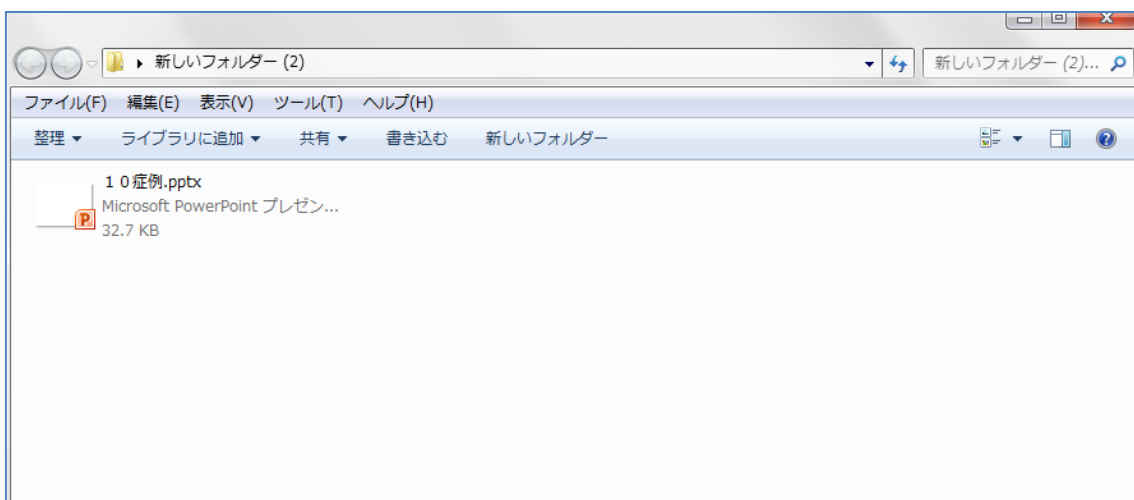 新しいフォルダー (2)
新しいフォルダー (2)...
ファイル(F) 編集(E) 表示(V) ツール(T) ヘルプ(H)
整理 ライブラリに追加 共有 書き込む 新しいフォルダー
１０症例.pptx
Microsoft PowerPoint プレゼン...
32.7 KB